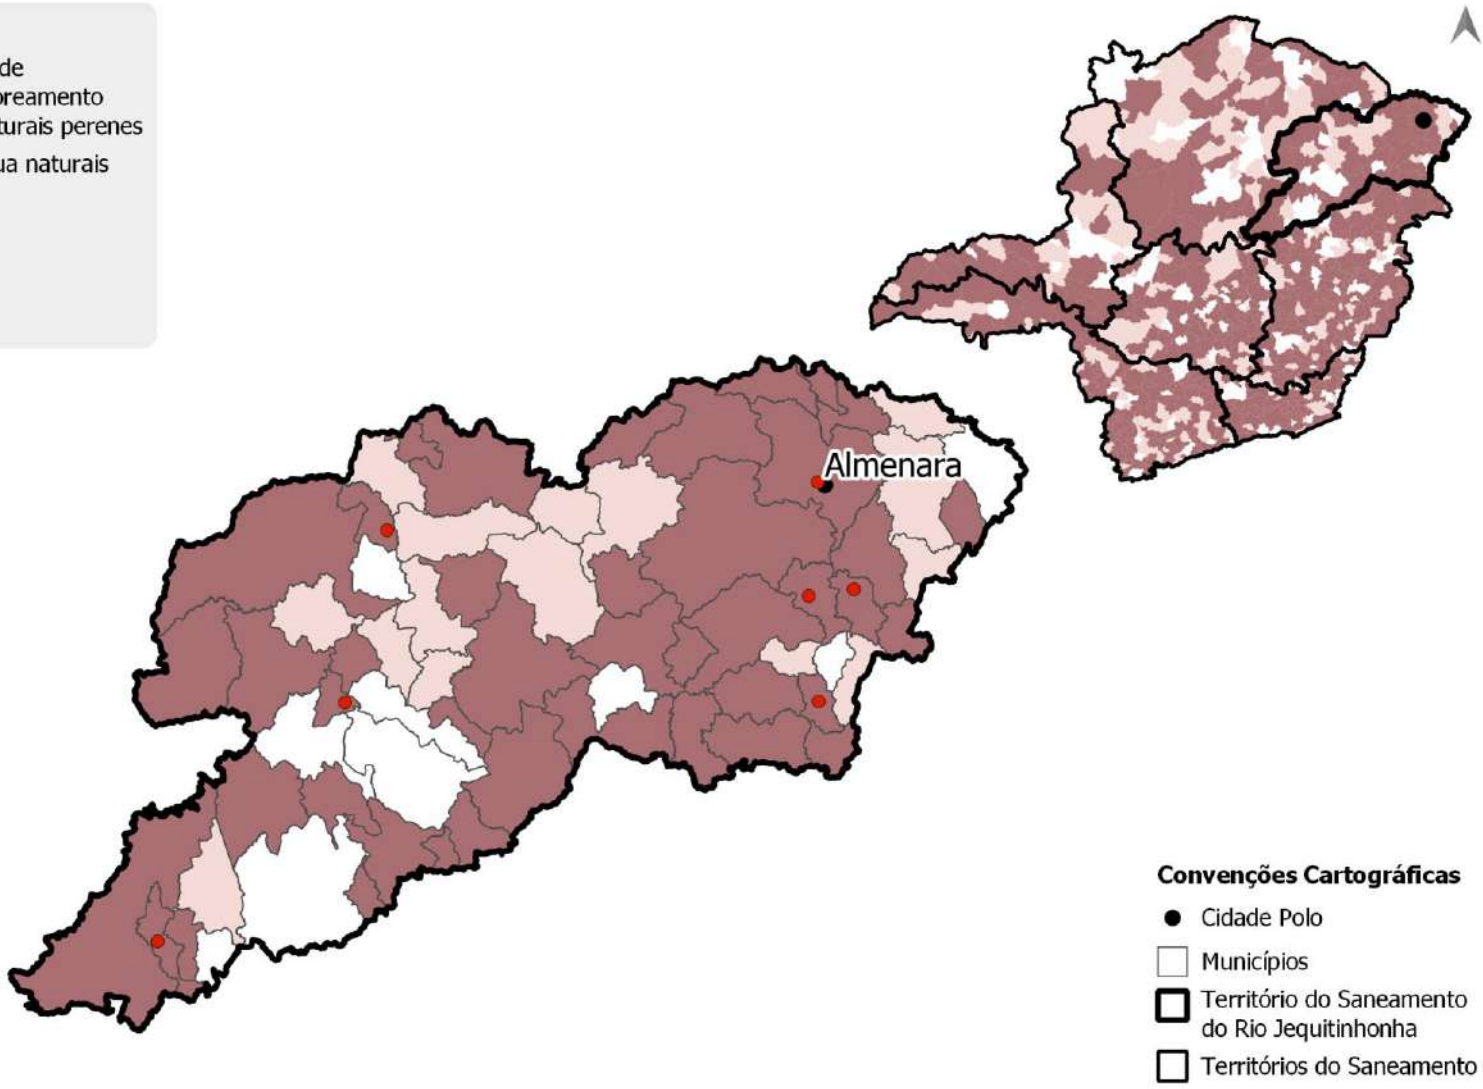 de
turais perenes
ua naturais
Almenara
Convenções Cartográficas
Cidade Polo
Municípios
Território do Saneamento
do Rio Jequitinhonha
Territórios do Saneamento